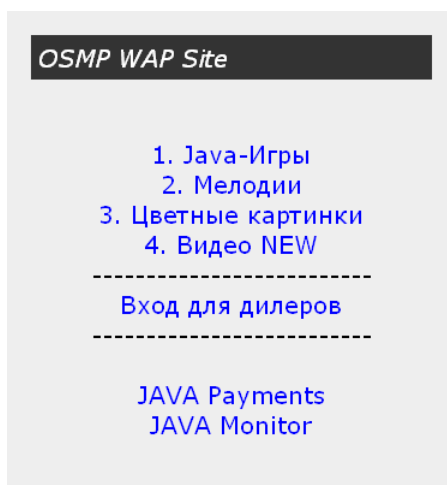 OSMP WAP Site
1. Java-Игры
2. Мелодии
3. Цветные картинки
4. Видео NEW
--------------------------
Вход для дилеров
--------------------------
JAVA Payments
JAVA Monitor